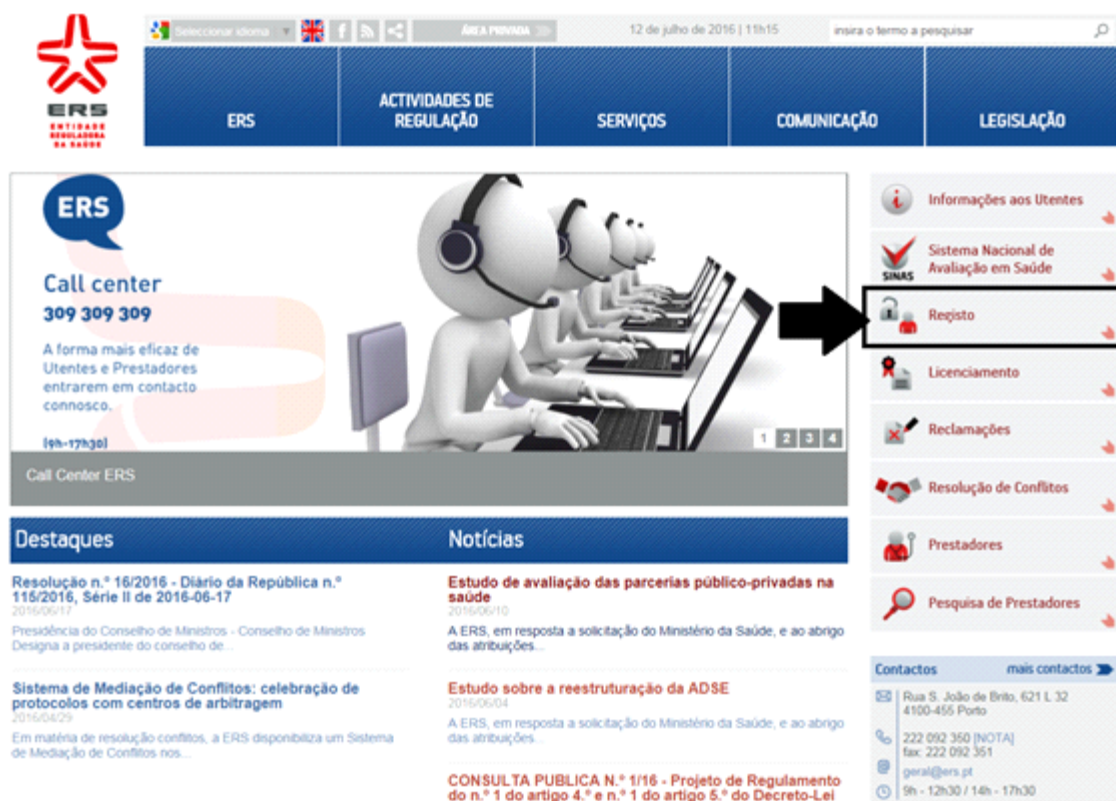 Seleccionar idioma
ÁREA PRIVADA
12 de julho de 2016 | 11h15
insira o termo a pesquisar
ERS
ENTIDADE
REGULADORA
DA SAÚDE
ERS
ACTIVIDADES DE
REGULAÇÃO
SERVIÇOS
COMUNICAÇÃO
LEGISLAÇÃO
ERS
Call center
309 309 309
A forma mais eficaz de
Utentes e Prestadores
entrarem em contacto
connosco.
[9h-17h30]
1 2 3 4
Call Center ERS
Informações aos Utentes
SINAS
Sistema Nacional de
Avaliação em Saúde
Registo
Licenciamento
Reclamações
Resolução de Conflitos
Prestadores
Pesquisa de Prestadores
Destaques
Resolução n.º 16/2016 - Diário da República n.º
115/2016, Série II de 2016-06-17
2016/06/17
Presidência do Conselho de Ministros - Conselho de Ministros
Designa a presidente do conselho de...
Sistema de Mediação de Conflitos: celebração de
protocolos com centros de arbitragem
2016/04/29
Em matéria de resolução conflitos, a ERS disponibiliza um Sistema
de Mediação de Conflitos nos...
Notícias
Estudo de avaliação das parcerias público-privadas na
saúde
2016/06/10
A ERS, em resposta a solicitação do Ministério da Saúde, e ao abrigo
das atribuições...
Estudo sobre a reestruturação da ADSE
2016/06/04
A ERS, em resposta a solicitação do Ministério da Saúde, e ao abrigo
das atribuições...
CONSULTA PUBLICA N.º 1/16 - Projeto de Regulamento
do n.º 1 do artigo 4.º e n.º 1 do artigo 5.º do Decreto-Lei
Contactos
mais contactos
Rua S. João de Brito, 621 L 32
4100-455 Porto
222 092 350 [NOTA]
fax: 222 092 351
geral@ers.pt
9h - 12h30 / 14h - 17h30